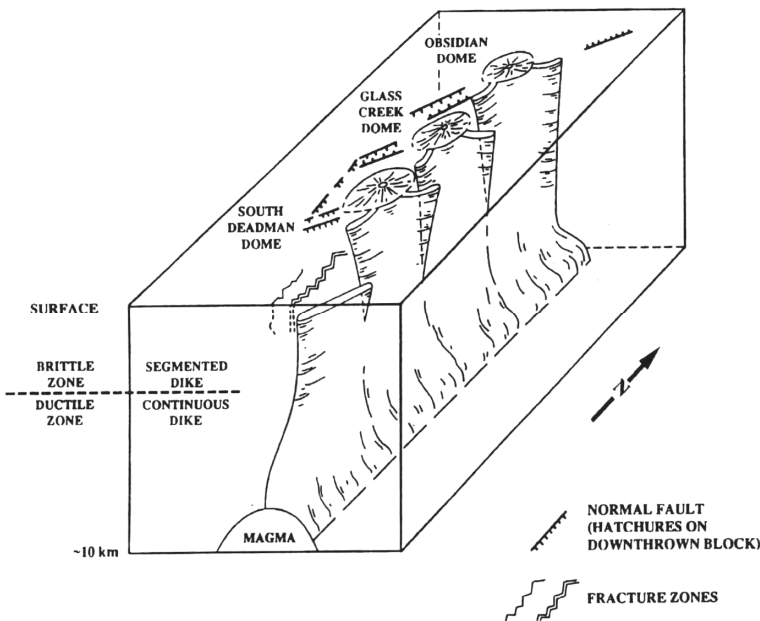 OBSIDIAN
DOME
GLASS
CREEK
DOME
SOUTH
DEADMAN
DOME
SURFACE
BRITTLE
ZONE
SEGMENTED
DIKE
DUCTILE
ZONE
CONTINUOUS
DIKE
N
MAGMA
~10 km
NORMAL FAULT
(HATCHURES ON
DOWNTHROWN BLOCK)
FRACTURE ZONES